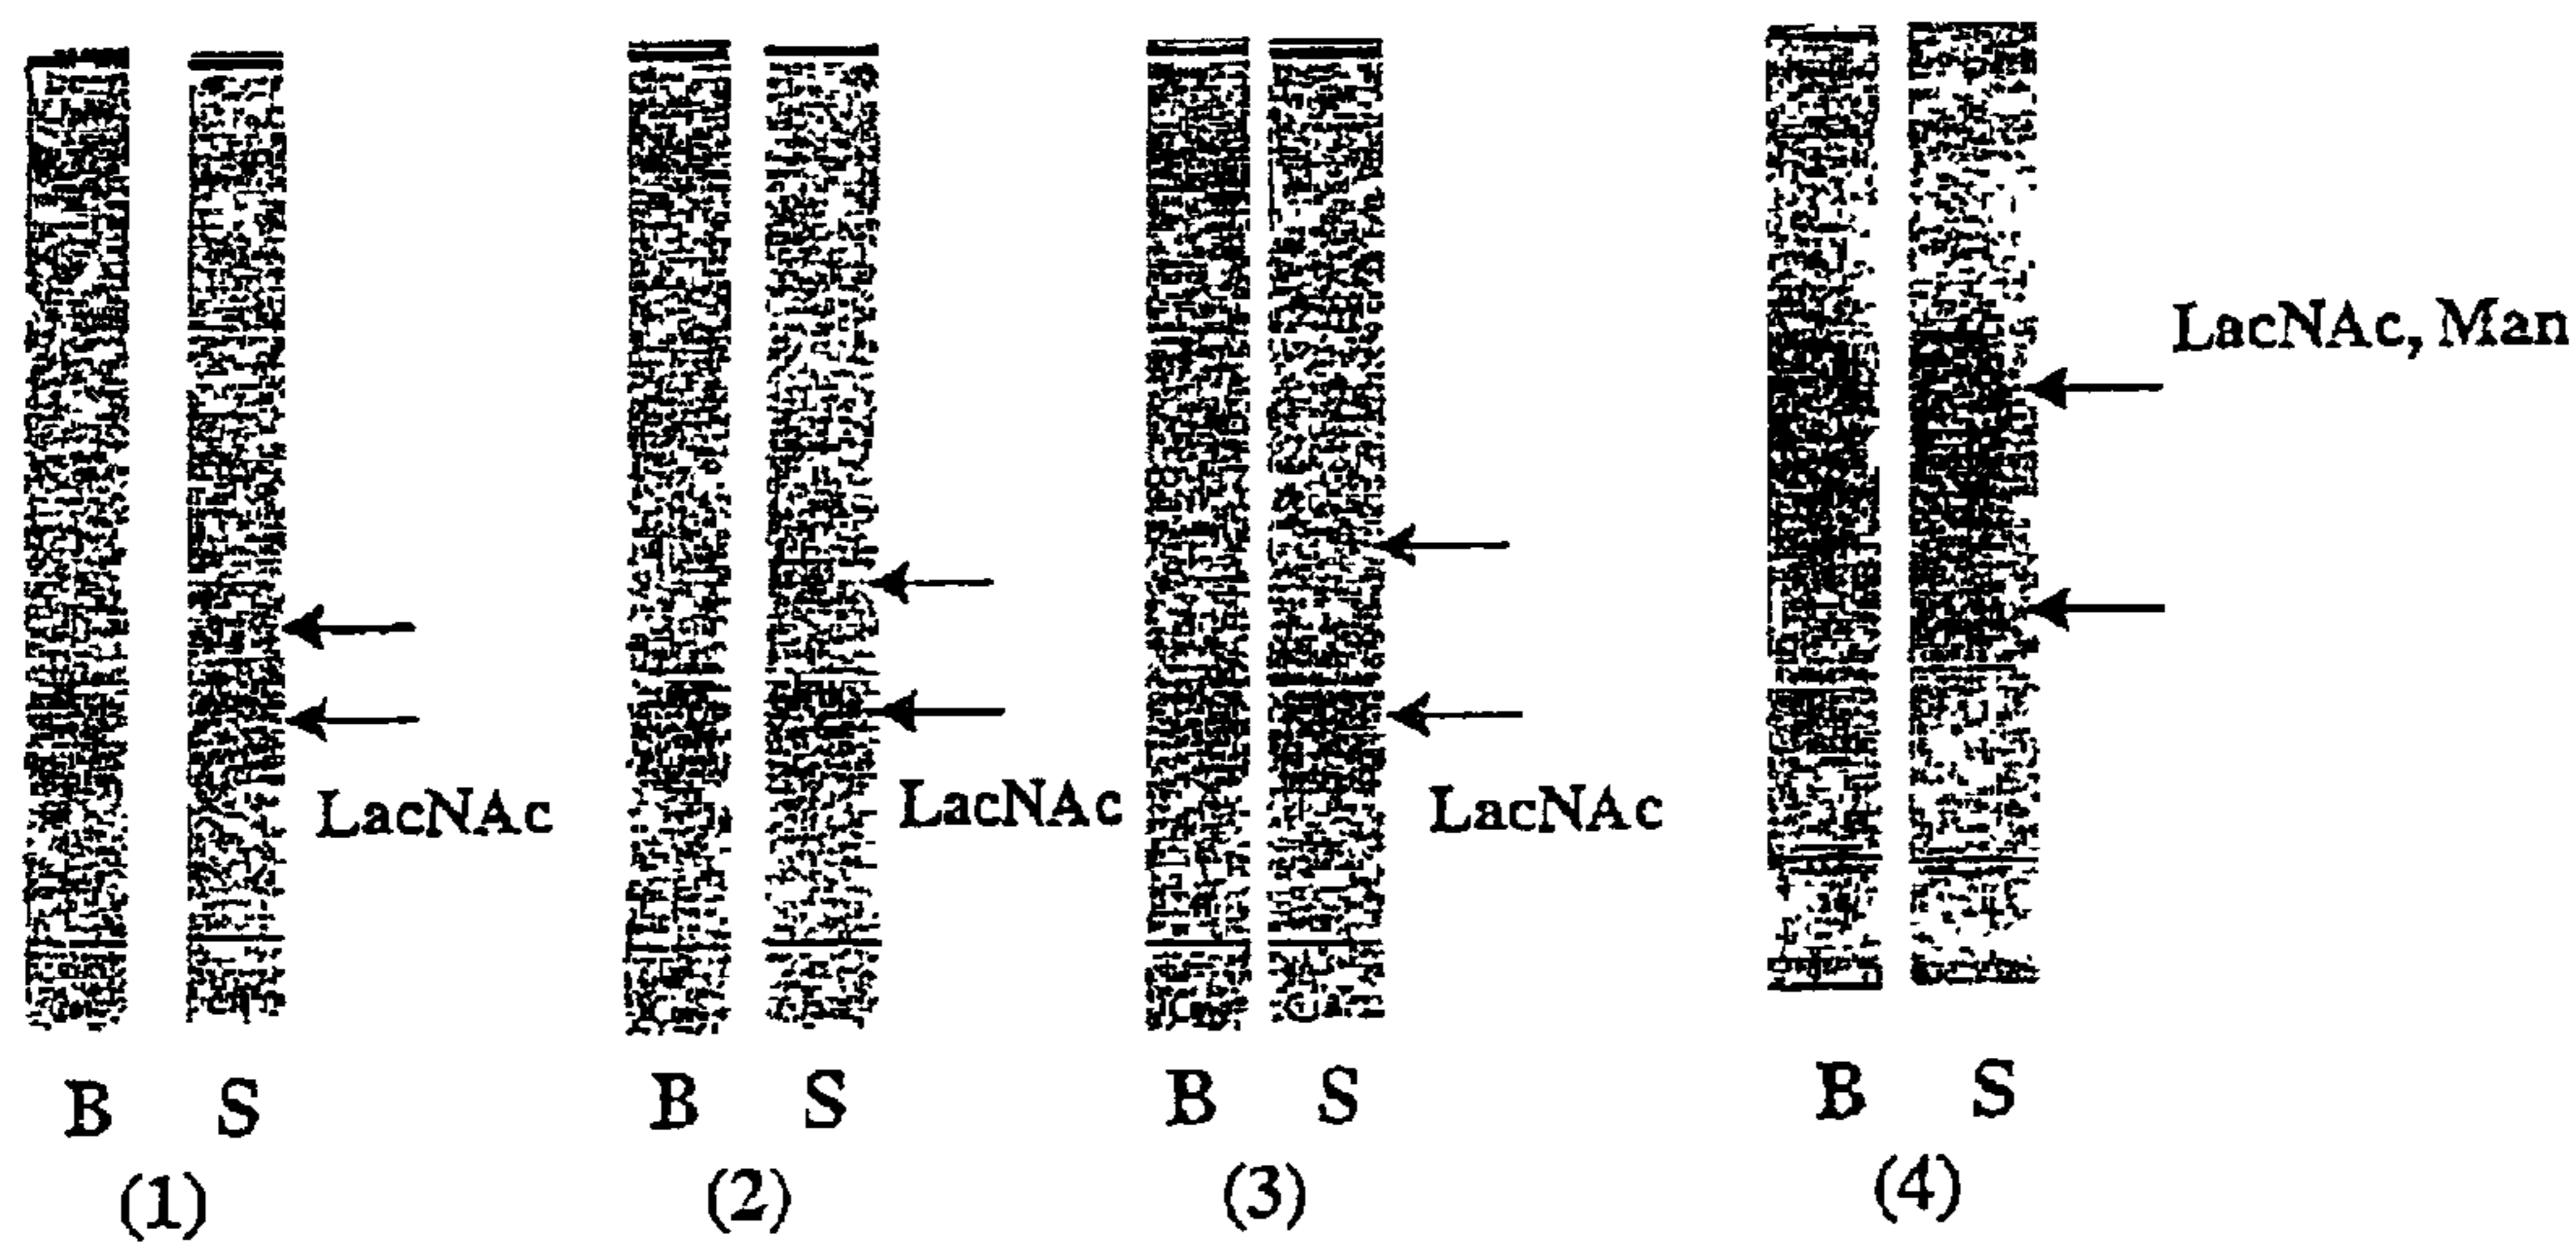 LacNAc, Man
LacNAc
LacNAc
LacNAc
B S
B S
B S
B S
(1)
(2)
(3)
(4)